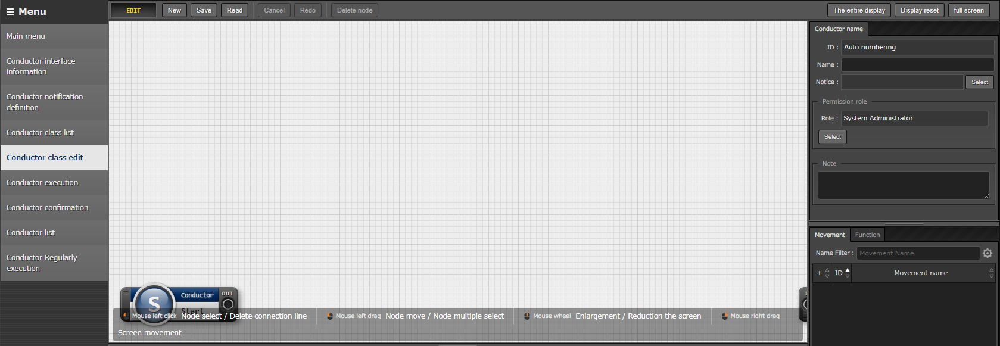 Menu
Main menu
Conductor interface
information
Conductor notification
definition
Conductor class list
Conductor class edit
Conductor execution
Conductor confirmation
Conductor list
Conductor Regularly
execution
EDIT New Save Read Cancel Redo Delete node The entire display Display reset full screen
S Conductor OUT
Start
Mouse left click Node select / Delete connection line Mouse left drag Node move / Node multiple select Mouse wheel Enlargement / Reduction the screen Mouse right drag
Screen movement
Conductor name
ID : Auto numbering
Name :
Notice : Select
Permission role
Role : System Administrator
Select
Note
Movement Function
Name Filter : Movement Name
+ ID Movement name